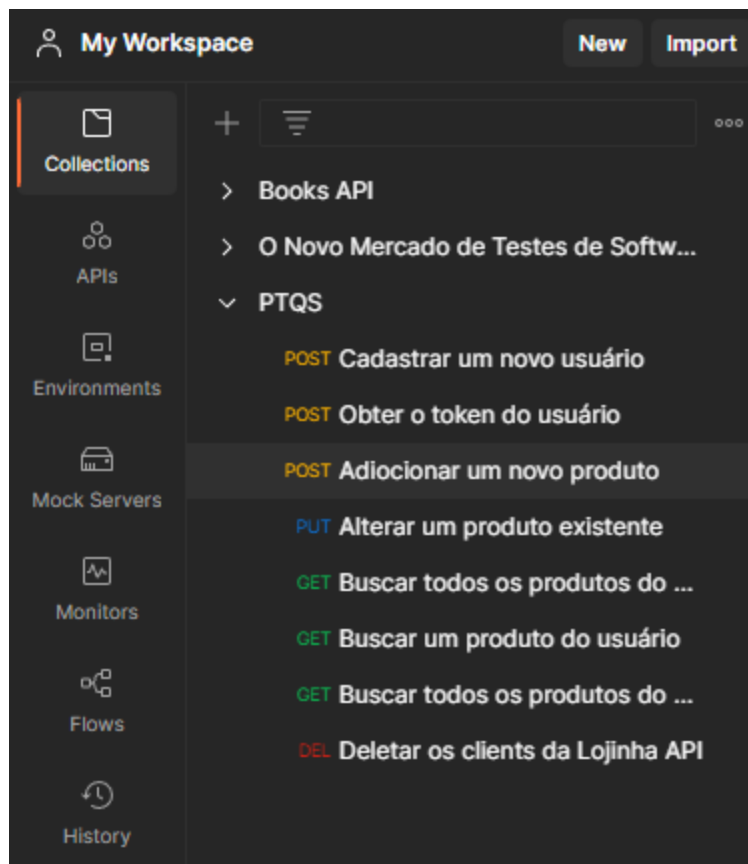 My Workspace
New
Import
Collections
APIs
Environments
Mock Servers
Monitors
Flows
History
Books API
O Novo Mercado de Testes de Softw...
PTQS
POST Cadastrar um novo usuário
POST Obter o token do usuário
POST Adiocionar um novo produto
PUT Alterar um produto existente
GET Buscar todos os produtos do ...
GET Buscar um produto do usuário
GET Buscar todos os produtos do ...
DEL Deletar os clients da Lojinha API